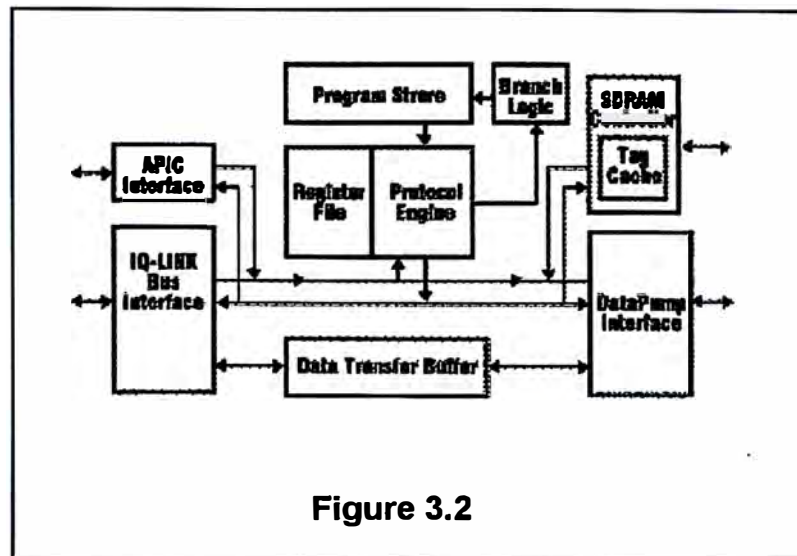 Program Strore
Branch
Logic
SDRAM
Tag
Cache
APIC
Interface
Register
File
Protocol
Engine
IQ-LINK
Bus
Interface
DataPump
Interface
Data Transfer Buffer
Figure 3.2